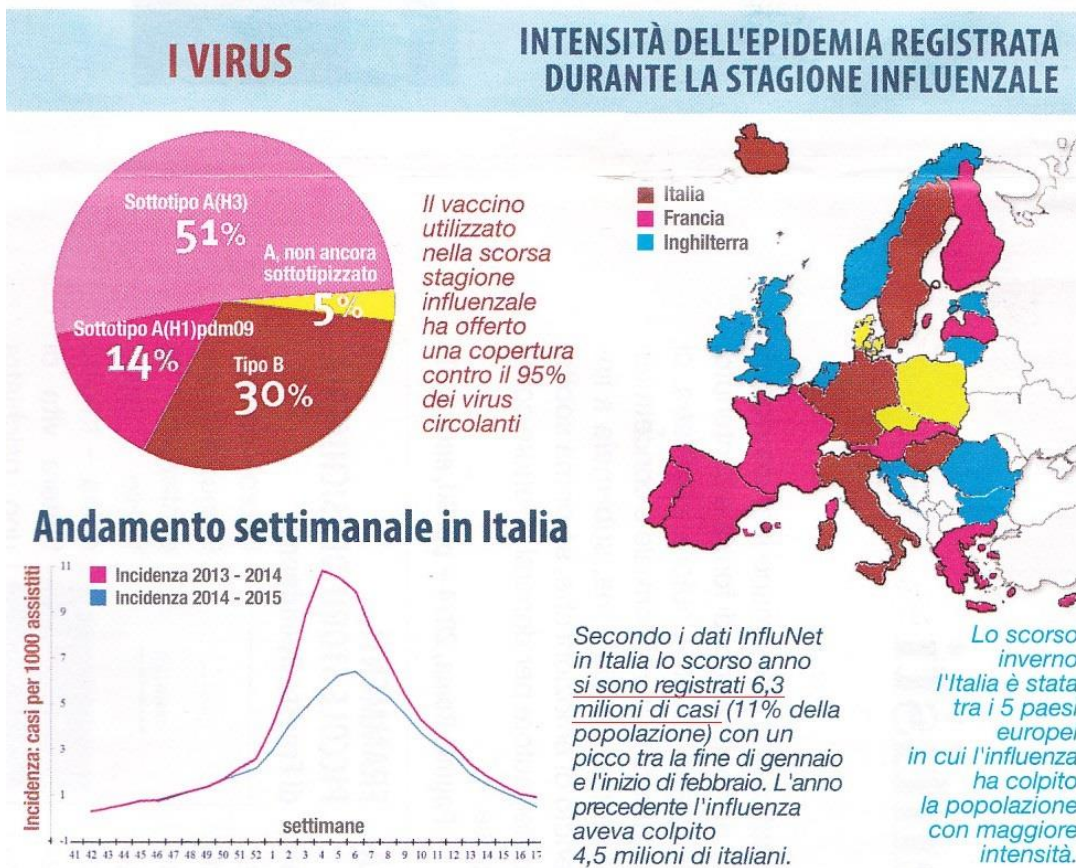 I VIRUS
INTENSITÀ DELL'EPIDEMIA REGISTRATA
DURANTE LA STAGIONE INFLUENZALE
Sottotipo A(H3)
51%
A, non ancora
sottotipizzato
5%
Sottotipo A(H1)pdm09
14%
Tipo B
30%
Il vaccino
utilizzato
nella scorsa
stagione
influenzale
ha offerto
una copertura
contro il 95%
dei virus
circolanti
Italia
Francia
Inghilterra
Andamento settimanale in Italia
Incidenza: casi per 1000 assistiti
11
9
7
5
3
1
-1
Incidenza 2013 - 2014
Incidenza 2014 - 2015
settimane
41 42 43 44 45 46 47 48 49 50 51 52 1 2 3 4 5 6 7 8 9 10 11 12 13 14 15 16 17
Secondo i dati InfluNet
in Italia lo scorso anno
si sono registrati 6,3
milioni di casi (11% della
popolazione) con un
picco tra la fine di gennaio
e l'inizio di febbraio. L'anno
precedente l'influenza
aveva colpito
4,5 milioni di italiani.
Lo scorso
inverno
l'Italia è stata
tra i 5 paesi
europei
in cui l'influenza
ha colpito
la popolazione
con maggiore
intensità